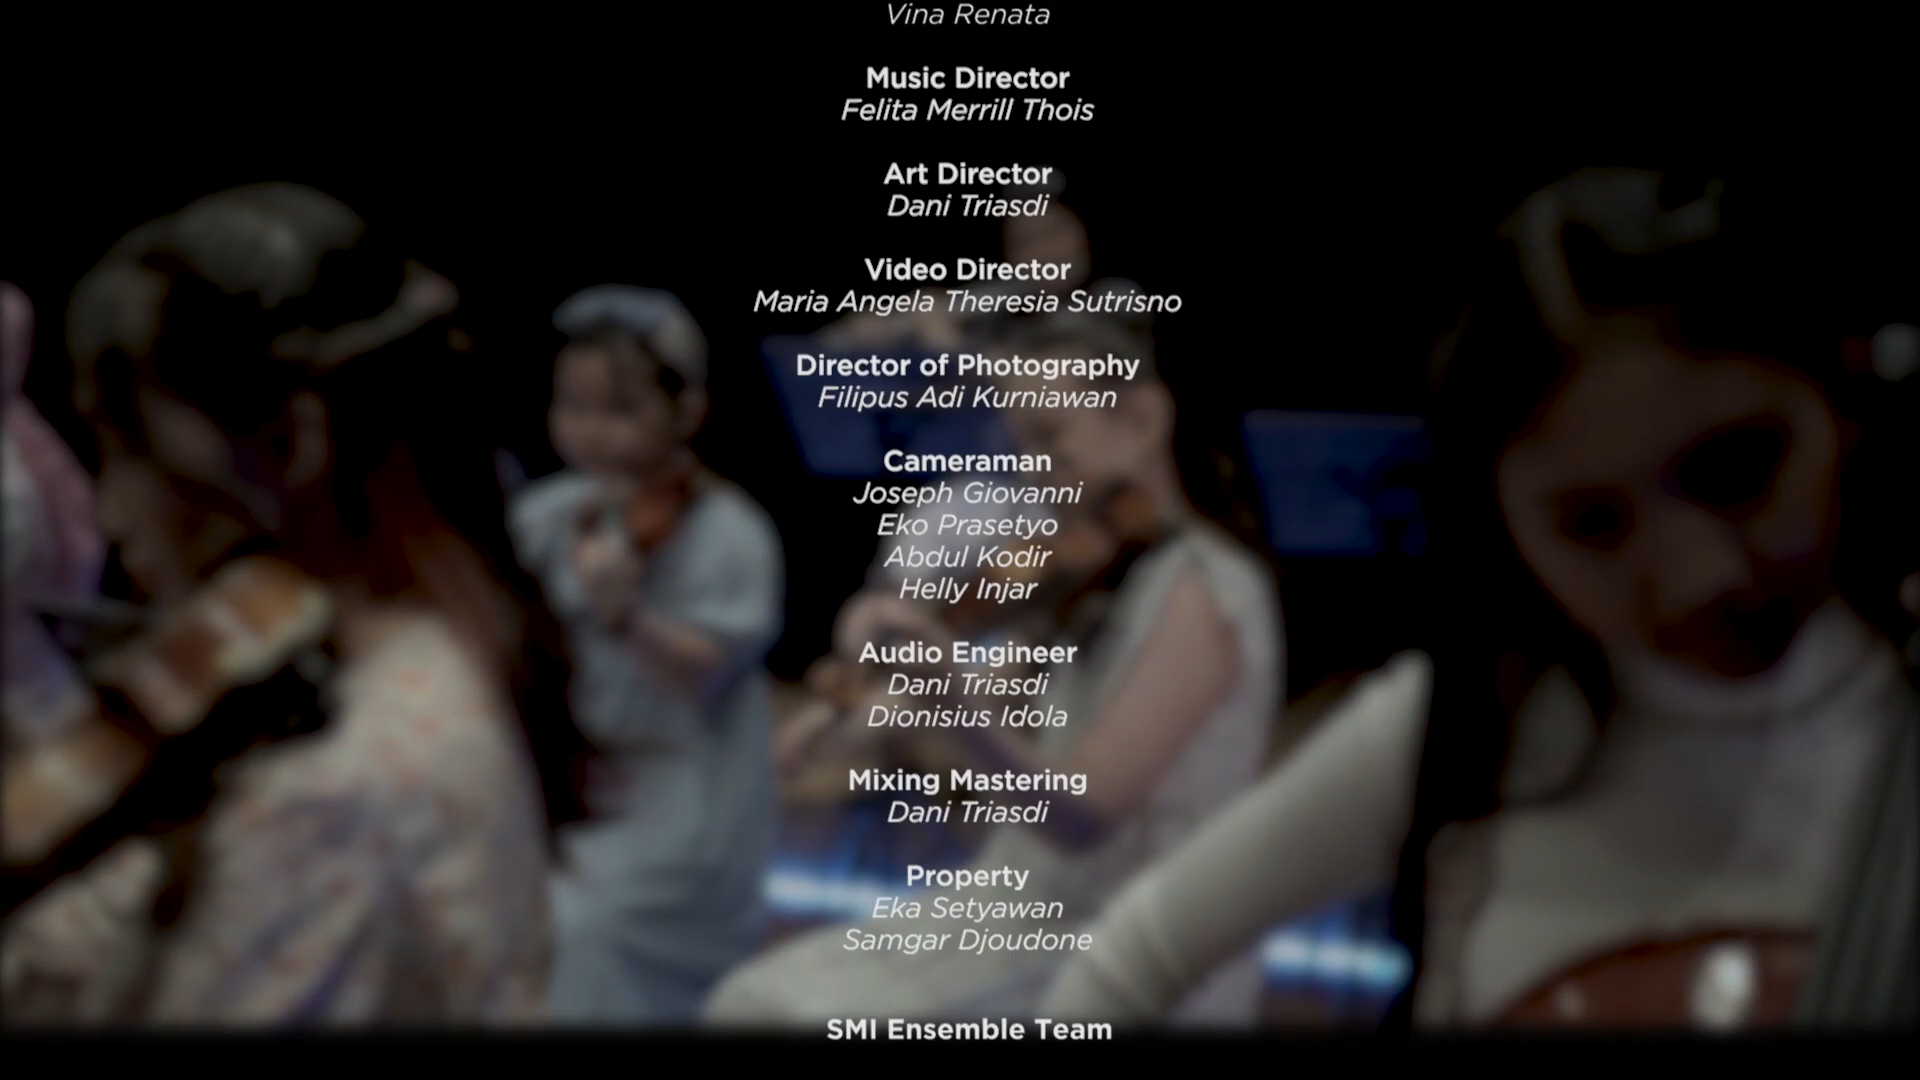 Vina Renata
Music Director
Felita Merrill Thois
Art Director
Dani Triasdi
Video Director
Maria Angela Theresia Sutrisno
Director of Photography
Filipus Adi Kurniawan
Cameraman
Joseph Giovanni
Eko Prasetyo
Abdul Kodir
Helly Injar
Audio Engineer
Dani Triasdi
Dionisius Idola
Mixing Mastering
Dani Triasdi
Property
Eka Setyawan
Samgar Djoudone
SMI Ensemble Team